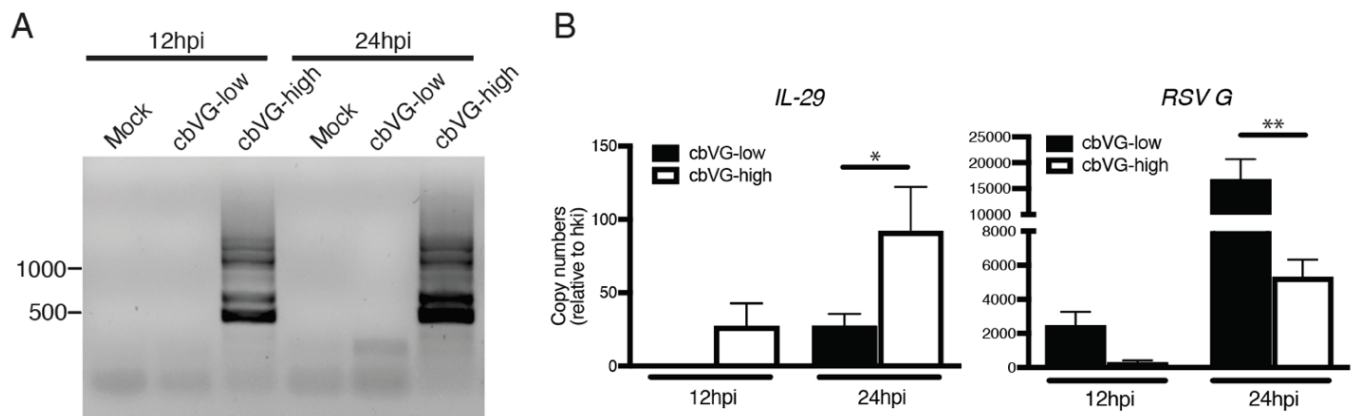 A
12hpi 24hpi
Mock cbVG-low cbVG-high Mock cbVG-low cbVG-high
1000
500
B
IL-29
150
100
50
0
Copy numbers
(relative to hki)
cbVG-low
cbVG-high
*
12hpi 24hpi
RSV G
25000
20000
15000
10000
8000
6000
4000
2000
0
cbVG-low
cbVG-high
**
12hpi 24hpi